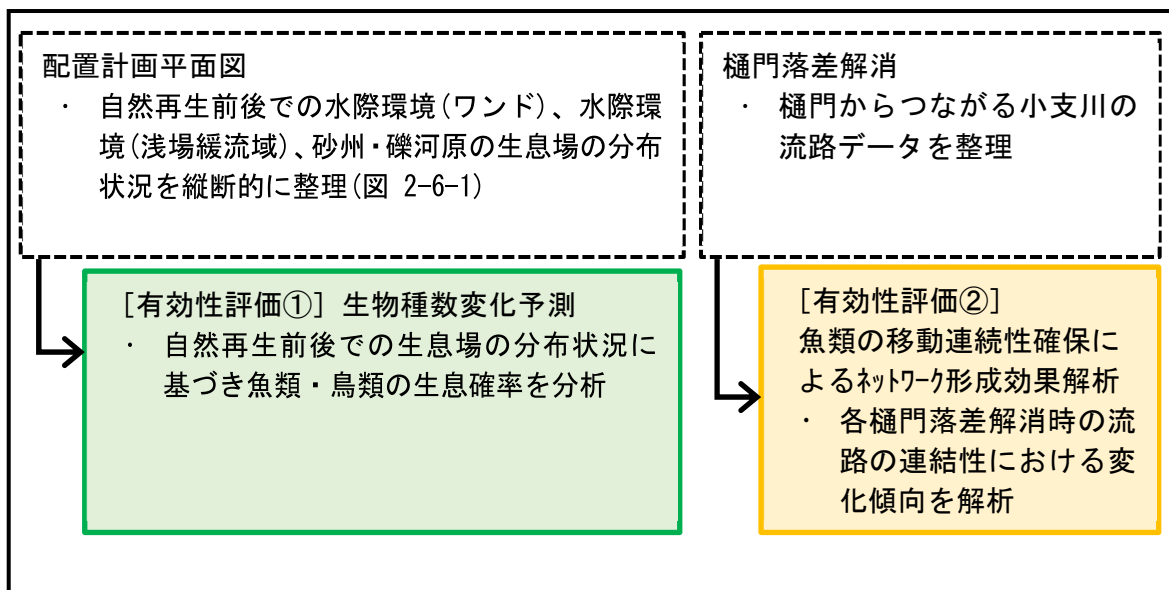 配置計画平面図
· 自然再生前後での水際環境(ワンド)、水際環
境(浅場緩流域)、砂州・礫河原の生息場の分布
状況を縦断的に整理(図 2-6-1)
[有効性評価①] 生物種数変化予測
· 自然再生前後での生息場の分布状況に
基づき魚類・鳥類の生息確率を分析
樋門落差解消
· 樋門からつながる小支川の
流路データを整理
[有効性評価②]
魚類の移動連続性確保に
よるﾈｯﾄﾜｰｸ形成効果解析
· 各樋門落差解消時の流
路の連結性における変
化傾向を解析